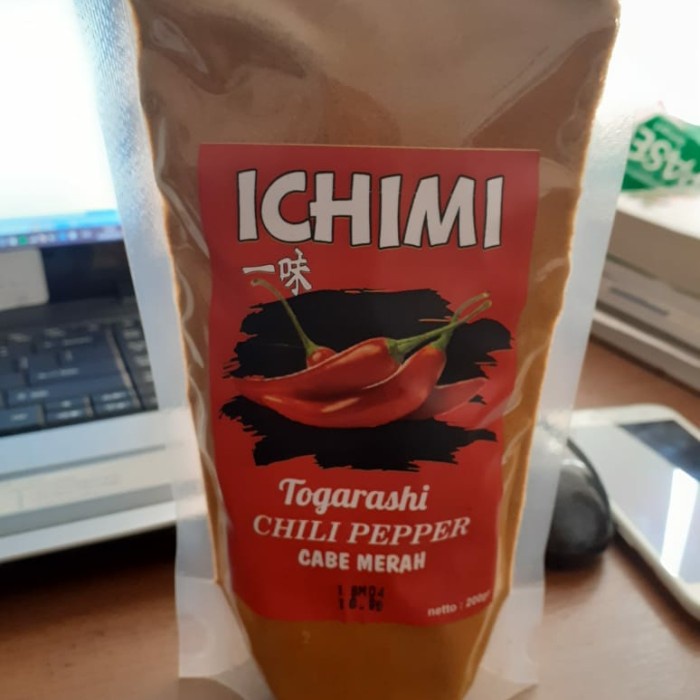 ICHIMI
一味
Togarashi
CHILI PEPPER
CABE MERAH
netto : 200gr